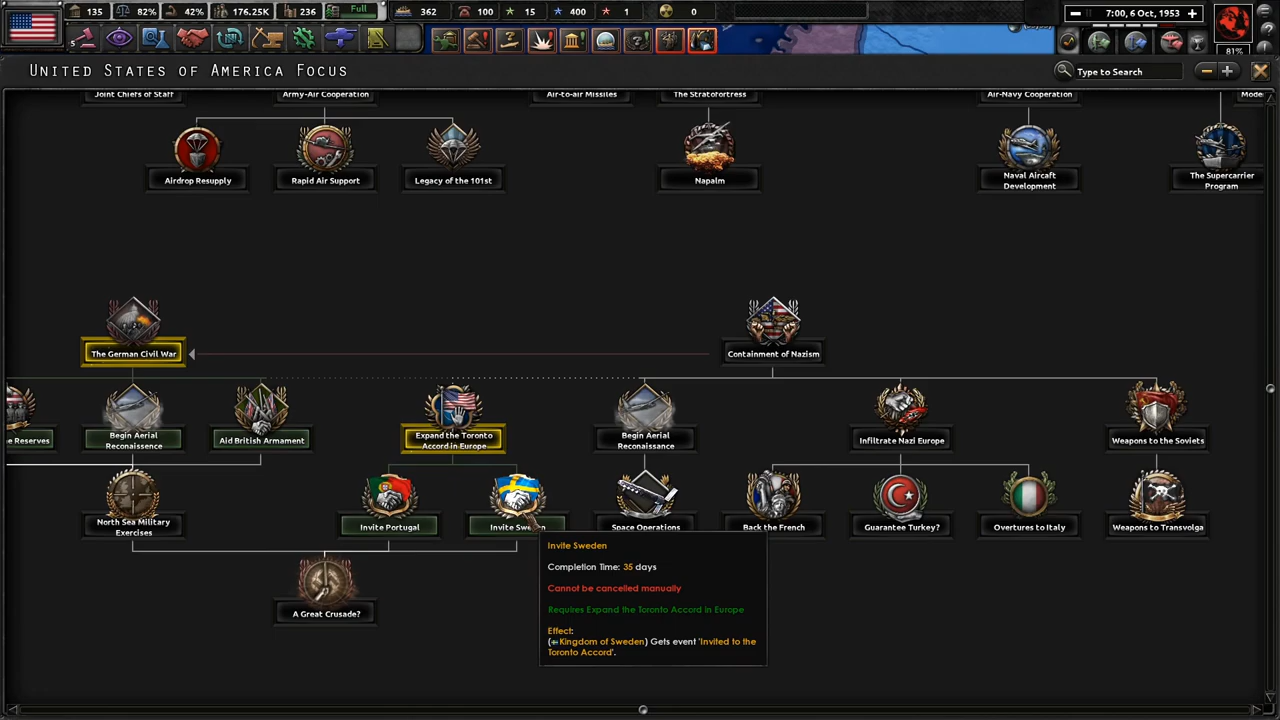 135 82% 42% 176.25K 236 Full 362 100 15 400 1 0
7:00, 6 Oct, 1953
5
81%
United States of America Focus
Type to Search
Joint Chiefs of Staff Army-Air Cooperation Air-to-air Missiles The Stratofortress Air-Navy Cooperation
Airdrop Resupply Rapid Air Support Legacy of the 101st Napalm
Naval Aircaft
Development
The Supercarrier
Program
The German Civil War Containment of Nazism
Reserves
Begin Aerial
Reconaissence
Aid British Armament
Expand the Toronto
Accord in Europe
Begin Aerial
Reconaissance
Infiltrate Nazi Europe
Weapons to the Soviets
North Sea Military
Exercises
Invite Portugal
Invite Sweden
Space Operations
Back the French
Guarantee Turkey?
Overtures to Italy
Weapons to Transvolga
A Great Crusade?
Invite Sweden
Completion Time: 35 days
Cannot be cancelled manually
Requires Expand the Toronto Accord in Europe
Effect:
(Kingdom of Sweden) Gets event 'Invited to the
Toronto Accord'.